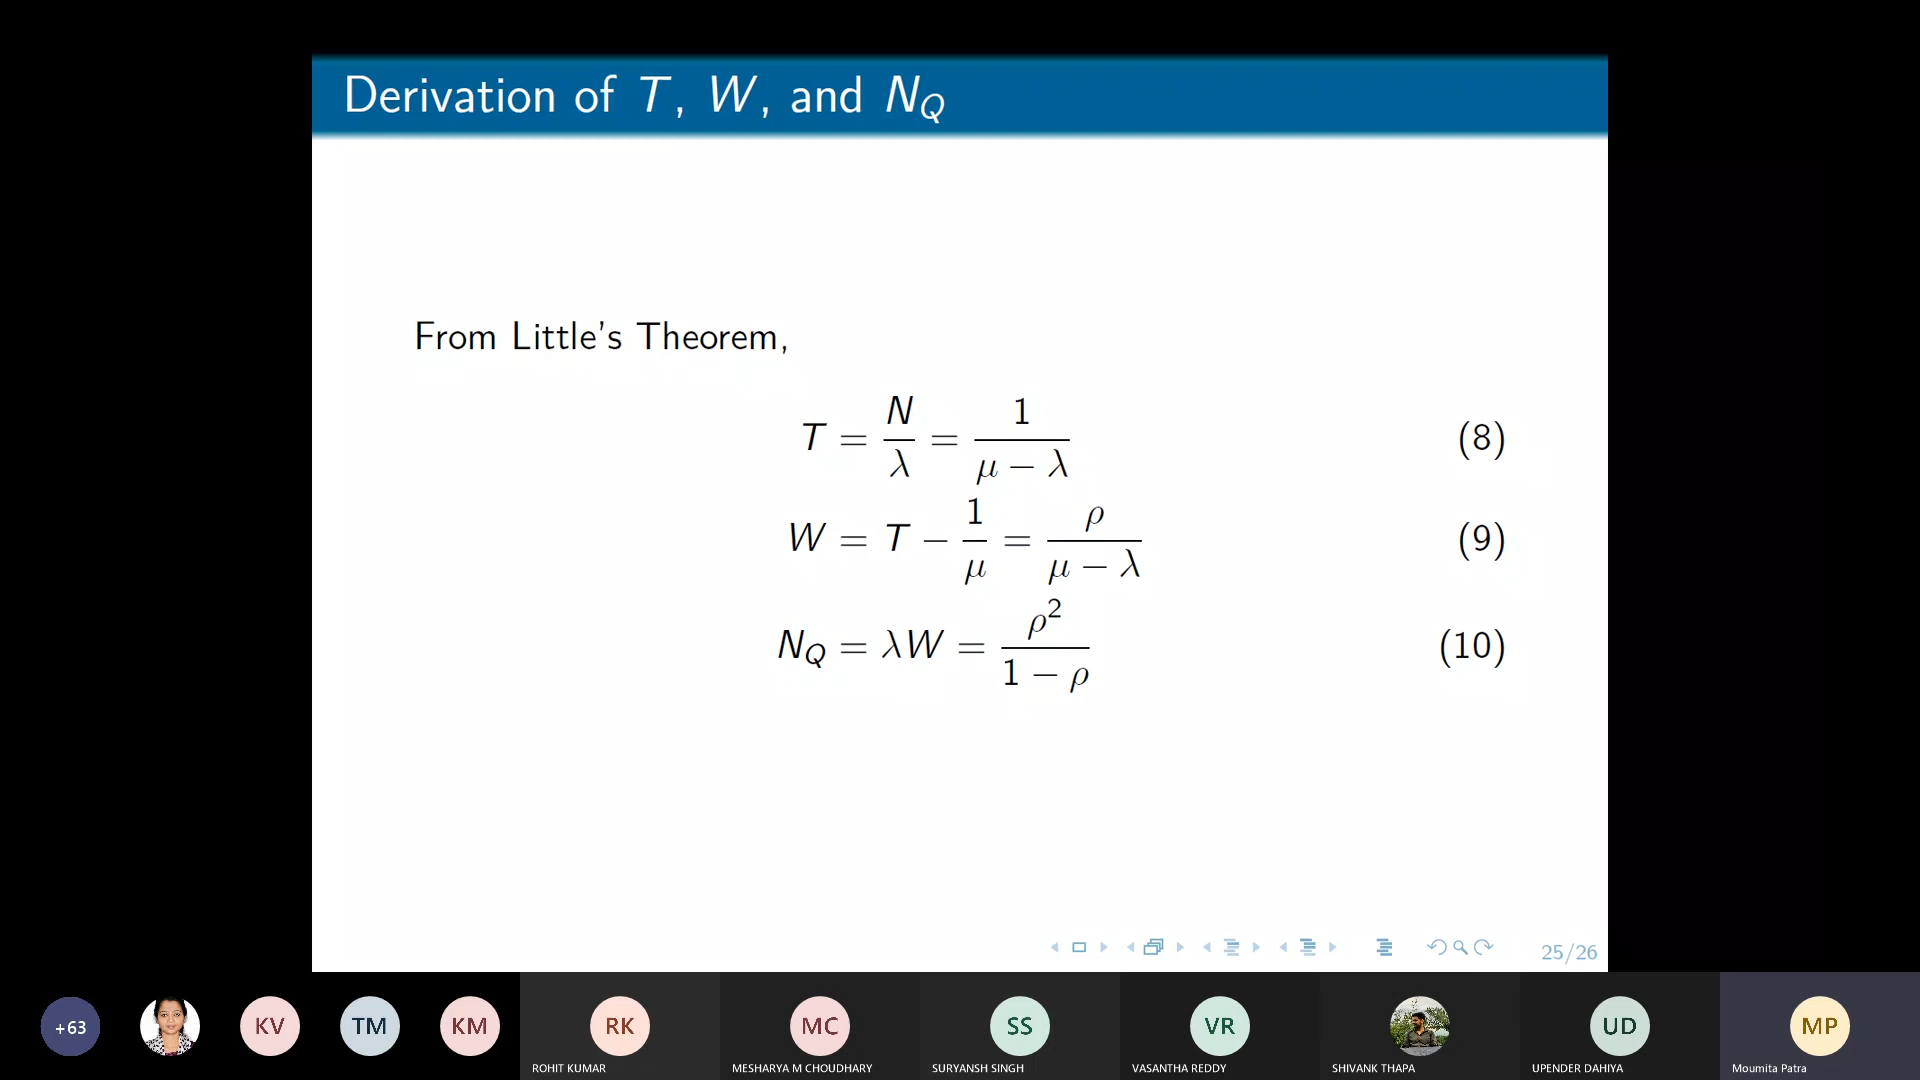 Derivation of T, W, and N_Q
From Little's Theorem,
T = N/λ = 1/(μ − λ) (8)
W = T − 1/μ = ρ/(μ − λ) (9)
N_Q = λW = ρ²/(1 − ρ) (10)
25/26
+63 KV TM KM RK MC SS VR UD MP
ROHIT KUMAR MESHARYA M CHOUDHARY SURYANSH SINGH VASANTHA REDDY SHIVANK THAPA UPENDER DAHIYA Moumita Patra